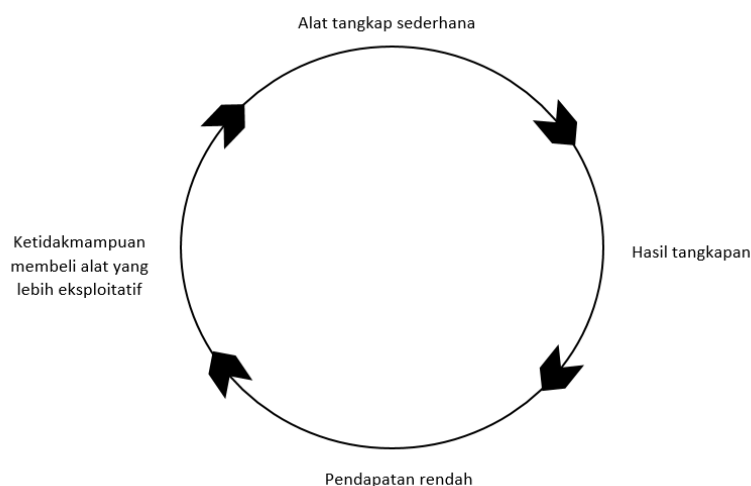 Alat tangkap sederhana
Hasil tangkapan
Pendapatan rendah
Ketidakmampuan
membeli alat yang
lebih eksploitatif